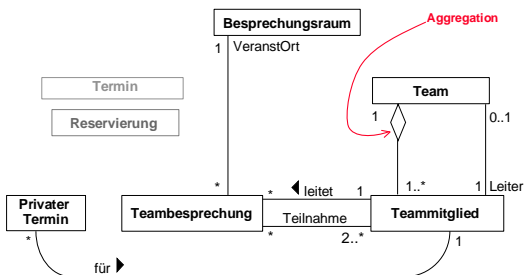 Besprechungsraum
Aggregation
1
VeranstOrt
Termin
Team
1
0..1
Reservierung
*
* leitet 1
1..*
1 Leiter
Privater
Termin
Teambesprechung
Teilnahme
Teammitglied
*
*
2..*
1
für